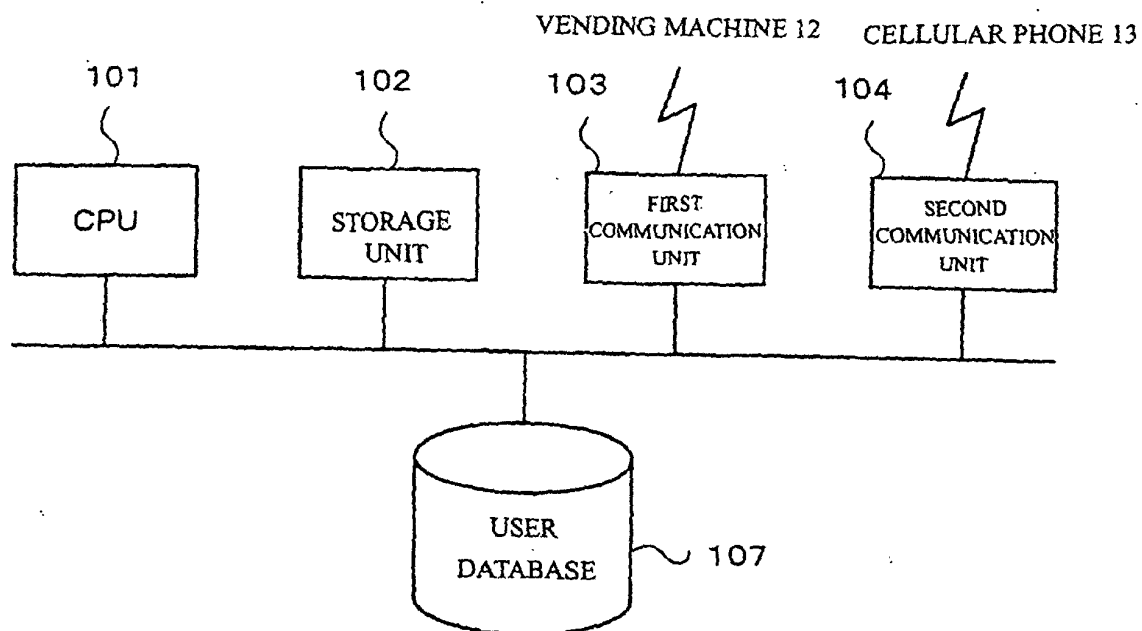 VENDING MACHINE 12
CELLULAR PHONE 13
101
102
103
104
CPU
STORAGE
UNIT
FIRST
COMMUNICATION
UNIT
SECOND
COMMUNICATION
UNIT
USER
DATABASE
107